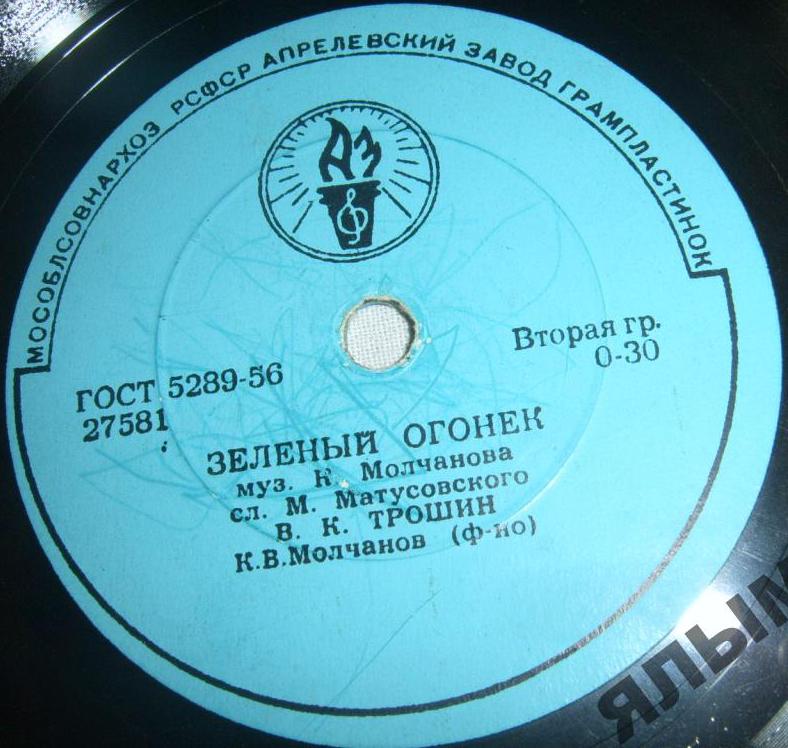 МОСОБЛСОВНАРХОЗ РСФСР АПРЕЛЕВСКИЙ ЗАВОД ГРАМПЛАСТИНОК
АЗ
ГОСТ 5289-56
27581
Вторая гр.
0-30
ЗЕЛЕНЫЙ ОГОНЕК
муз. К. Молчанова
сл. М. Матусовского
В. К. ТРОШИН
К.В.Молчанов (ф-но)
ЯЛЫМ